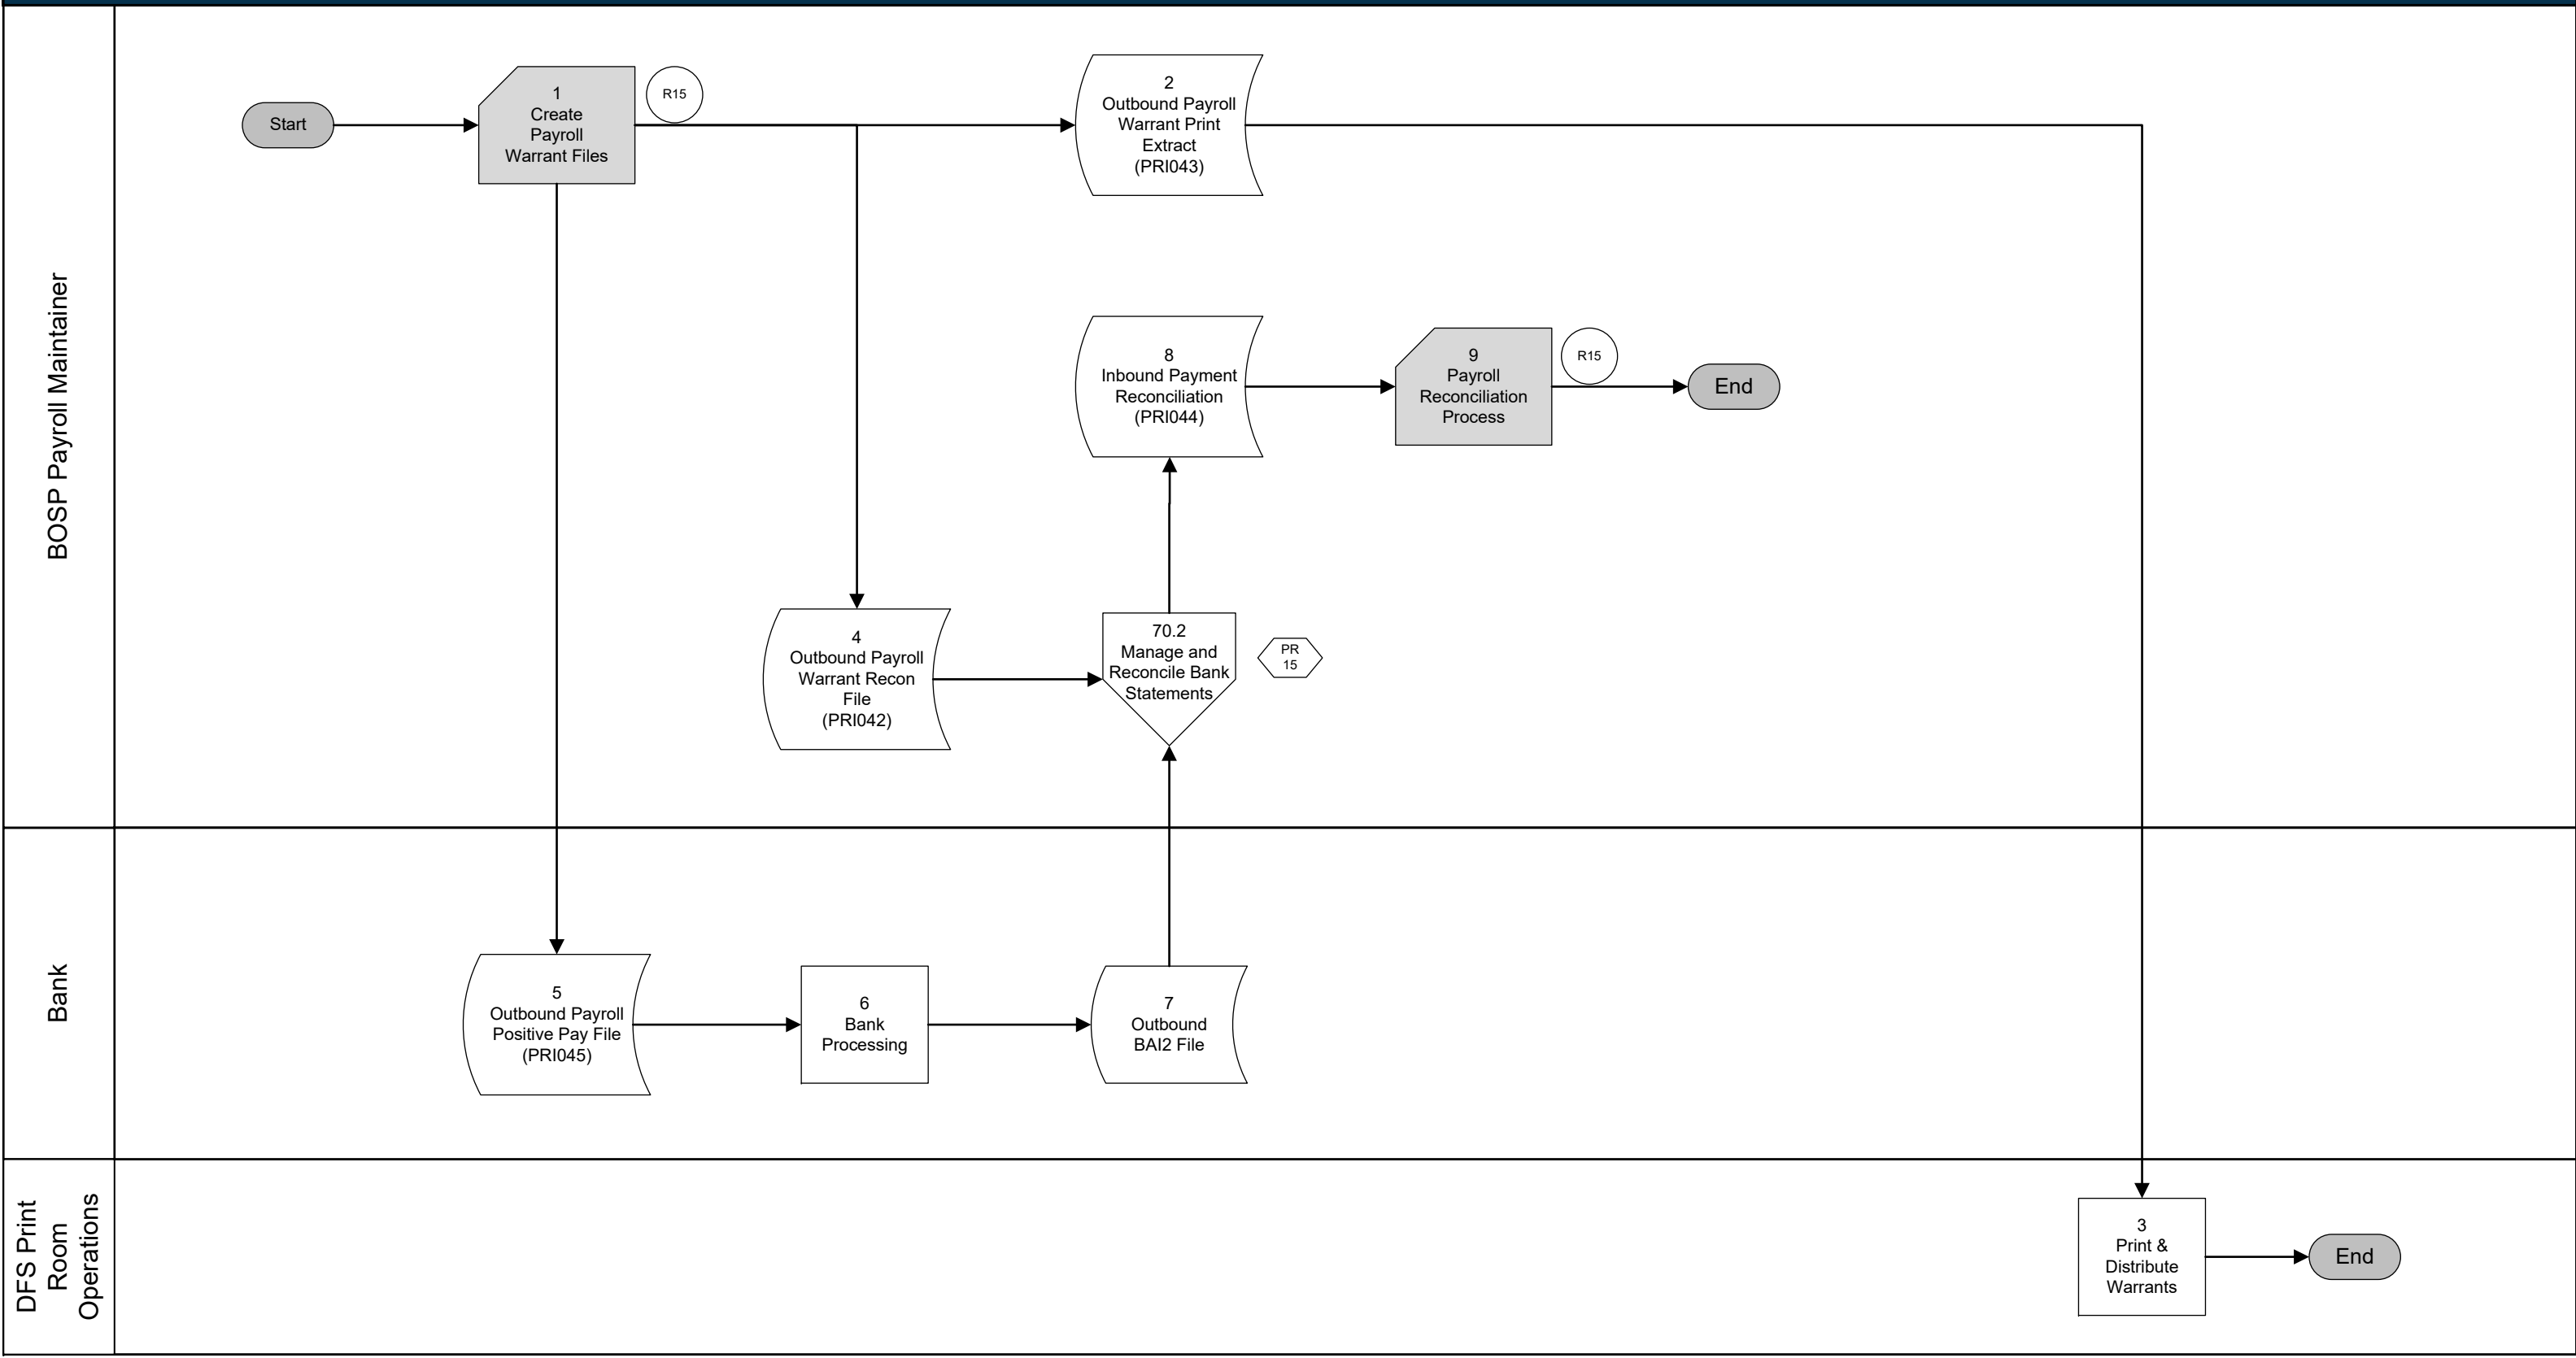 BOSP Payroll Maintainer
Start
1
Create
Payroll
Warrant Files
R15
2
Outbound Payroll
Warrant Print
Extract
(PRI043)
8
Inbound Payment
Reconciliation
(PRI044)
9
Payroll
Reconciliation
Process
R15
End
4
Outbound Payroll
Warrant Recon
File
(PRI042)
70.2
Manage and
Reconcile Bank
Statements
PR
15
Bank
5
Outbound Payroll
Positive Pay File
(PRI045)
6
Bank
Processing
7
Outbound
BAI2 File
DFS Print
Room
Operations
3
Print &
Distribute
Warrants
End